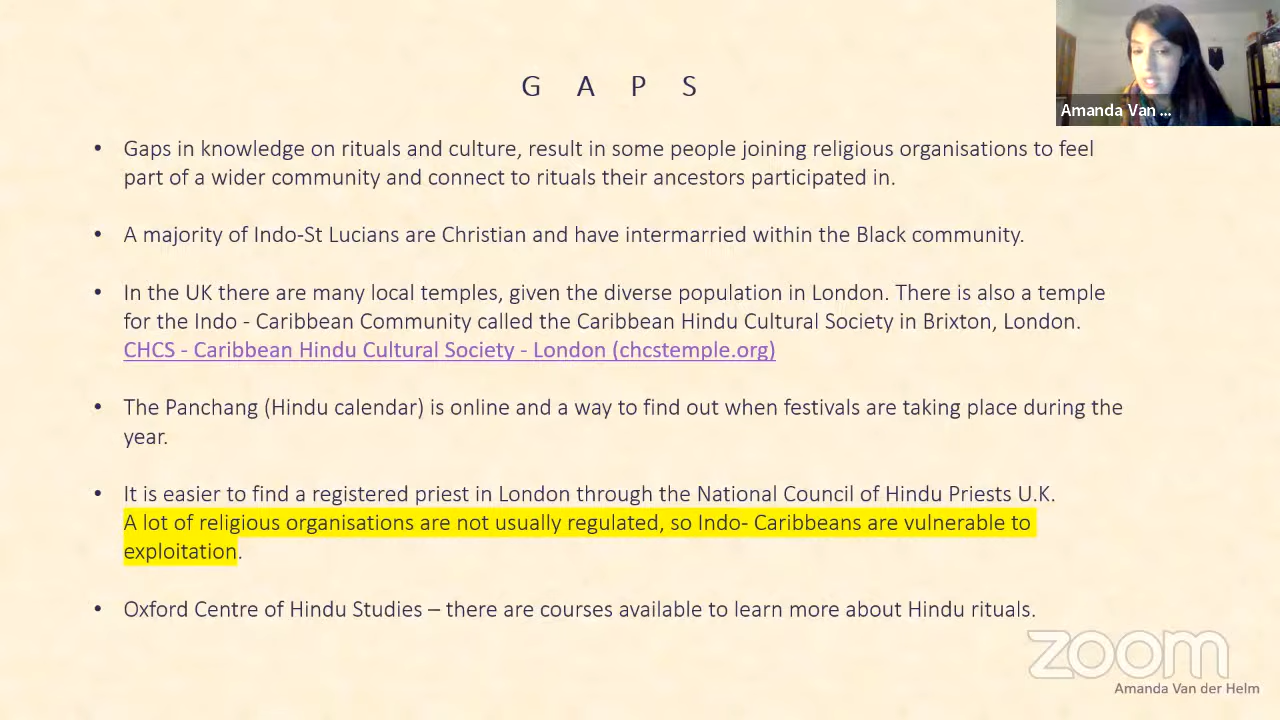 G A P S
Amanda Van ...
• Gaps in knowledge on rituals and culture, result in some people joining religious organisations to feel
part of a wider community and connect to rituals their ancestors participated in.
• A majority of Indo-St Lucians are Christian and have intermarried within the Black community.
• In the UK there are many local temples, given the diverse population in London. There is also a temple
for the Indo - Caribbean Community called the Caribbean Hindu Cultural Society in Brixton, London.
CHCS - Caribbean Hindu Cultural Society - London (chcstemple.org)
• The Panchang (Hindu calendar) is online and a way to find out when festivals are taking place during the
year.
• It is easier to find a registered priest in London through the National Council of Hindu Priests U.K.
A lot of religious organisations are not usually regulated, so Indo- Caribbeans are vulnerable to
exploitation.
• Oxford Centre of Hindu Studies – there are courses available to learn more about Hindu rituals.
zoom
Amanda Van der Helm